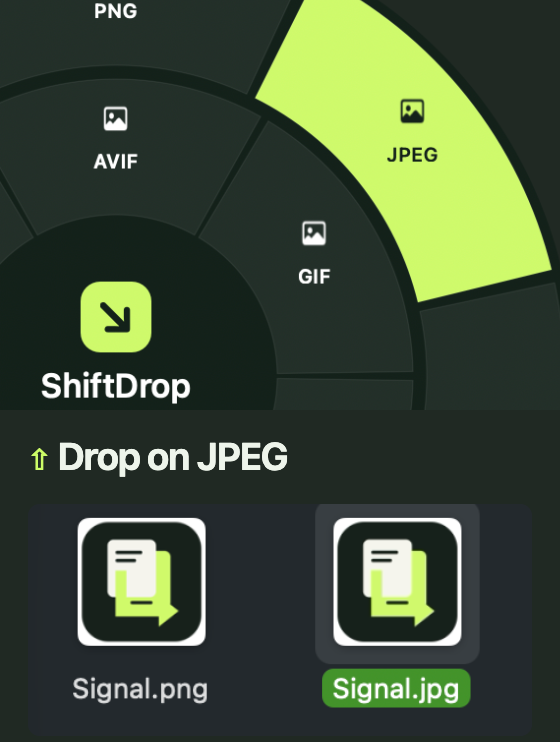 PNG
AVIF
JPEG
GIF
ShiftDrop
⇧ Drop on JPEG
Signal.png
Signal.jpg